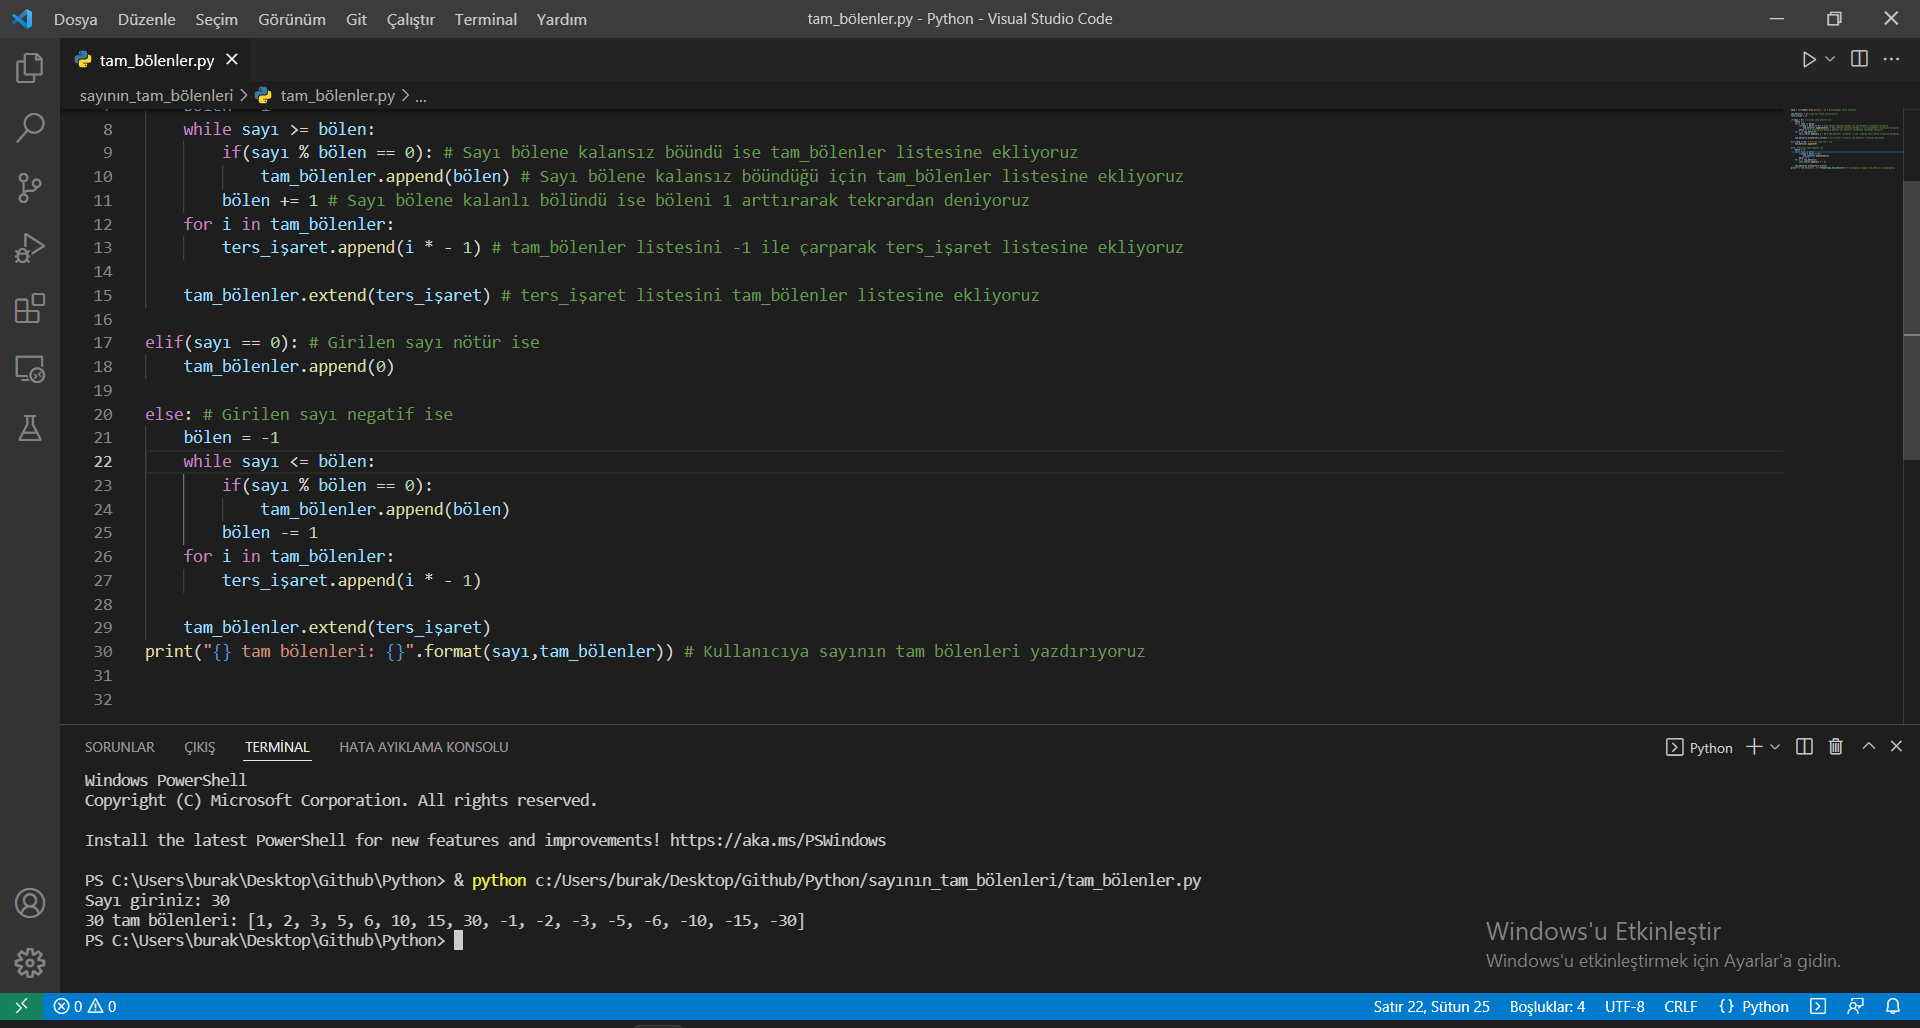 Dosya Düzenle Seçim Görünüm Git Çalıştır Terminal Yardım
tam_bölenler.py - Python - Visual Studio Code
tam_bölenler.py
sayının_tam_bölenleri > tam_bölenler.py > ...
8 while sayı >= bölen:
9 if(sayı % bölen == 0): # Sayı bölene kalansız böündü ise tam_bölenler listesine ekliyoruz
10 tam_bölenler.append(bölen) # Sayı bölene kalansız böündüğü için tam_bölenler listesine ekliyoruz
11 bölen += 1 # Sayı bölene kalanlı bölündü ise böleni 1 arttırarak tekrardan deniyoruz
12 for i in tam_bölenler:
13 ters_işaret.append(i * - 1) # tam_bölenler listesini -1 ile çarparak ters_işaret listesine ekliyoruz
14
15 tam_bölenler.extend(ters_işaret) # ters_işaret listesini tam_bölenler listesine ekliyoruz
16
17 elif(sayı == 0): # Girilen sayı nötür ise
18 tam_bölenler.append(0)
19
20 else: # Girilen sayı negatif ise
21 bölen = -1
22 while sayı <= bölen:
23 if(sayı % bölen == 0):
24 tam_bölenler.append(bölen)
25 bölen -= 1
26 for i in tam_bölenler:
27 ters_işaret.append(i * - 1)
28
29 tam_bölenler.extend(ters_işaret)
30 print("{} tam bölenleri: {}".format(sayı,tam_bölenler)) # Kullanıcıya sayının tam bölenleri yazdırıyoruz
31
32
SORUNLAR ÇIKIŞ TERMİNAL HATA AYIKLAMA KONSOLU
Python
Windows PowerShell
Copyright (C) Microsoft Corporation. All rights reserved.
Install the latest PowerShell for new features and improvements! https://aka.ms/PSWindows
PS C:\Users\burak\Desktop\Github\Python> & python c:/Users/burak/Desktop/Github/Python/sayının_tam_bölenleri/tam_bölenler.py
Sayı giriniz: 30
30 tam bölenleri: [1, 2, 3, 5, 6, 10, 15, 30, -1, -2, -3, -5, -6, -10, -15, -30]
PS C:\Users\burak\Desktop\Github\Python>
Windows'u Etkinleştir
Windows'u etkinleştirmek için Ayarlar'a gidin.
0 0 Satır 22, Sütun 25 Boşluklar: 4 UTF-8 CRLF {} Python